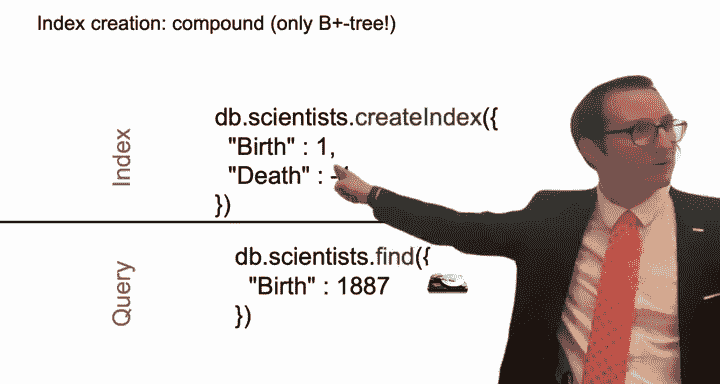 Index creation: compound (only B+-tree!)
Index
db.scientists.createIndex({
"Birth" : 1,
"Death" : -
})
Query
db.scientists.find({
"Birth" : 1887
})